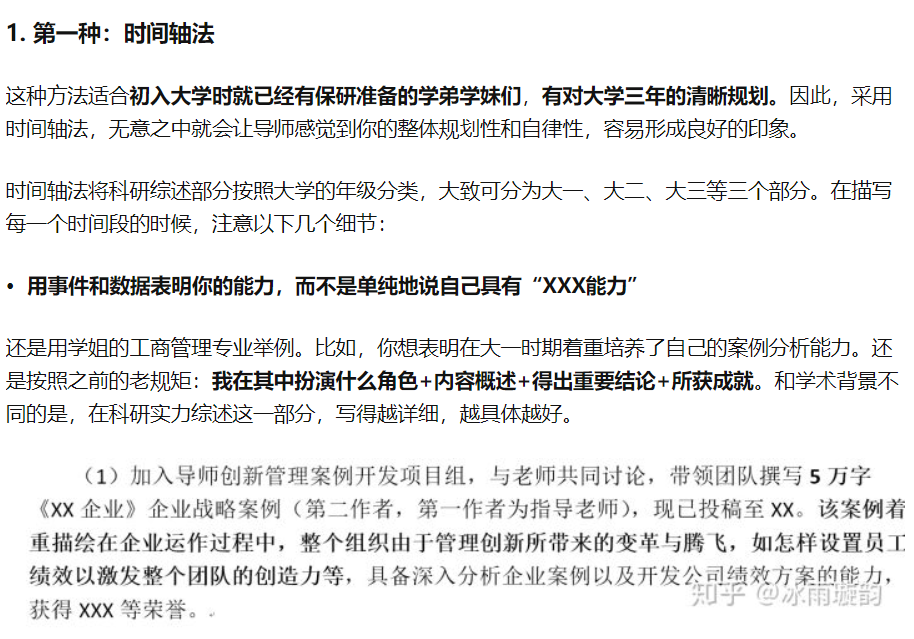 1. 第一种：时间轴法
这种方法适合初入大学时就已经有保研准备的学弟学妹们，有对大学三年的清晰规划。因此，采用
时间轴法，无意之中就会让导师感觉到你的整体规划性和自律性，容易形成良好的印象。
时间轴法将科研综述部分按照大学的年级分类，大致可分为大一、大二、大三等三个部分。在描写
每一个时间段的时候，注意以下几个细节：
• 用事件和数据表明你的能力，而不是单纯地说自己具有“XXX能力”
还是用学姐的工商管理专业举例。比如，你想表明在大一时期着重培养了自己的案例分析能力。还
是按照之前的老规矩：我在其中扮演什么角色+内容概述+得出重要结论+所获成就。和学术背景不
同的是，在科研实力综述这一部分，写得越详细，越具体越好。
（1）加入导师创新管理案例开发项目组，与老师共同讨论，带领团队撰写 5 万字
《XX 企业》企业战略案例（第二作者，第一作者为指导老师），现已投稿至 XX。该案例着
重描绘在企业运作过程中，整个组织由于管理创新所带来的变革与腾飞，如怎样设置员工
绩效以激发整个团队的创造力等，具备深入分析企业案例以及开发公司绩效方案的能力，
获得 XXX 等荣誉。
知乎 @冰雨璇韵